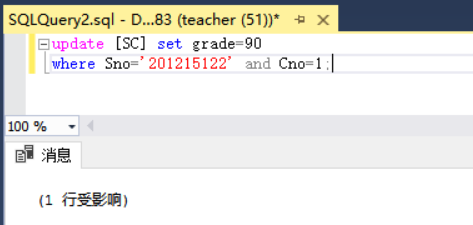 SQLQuery2.sql - D...83 (teacher (51))*
update [SC] set grade=90
where Sno='201215122' and Cno=1;
100 %
消息
(1 行受影响)